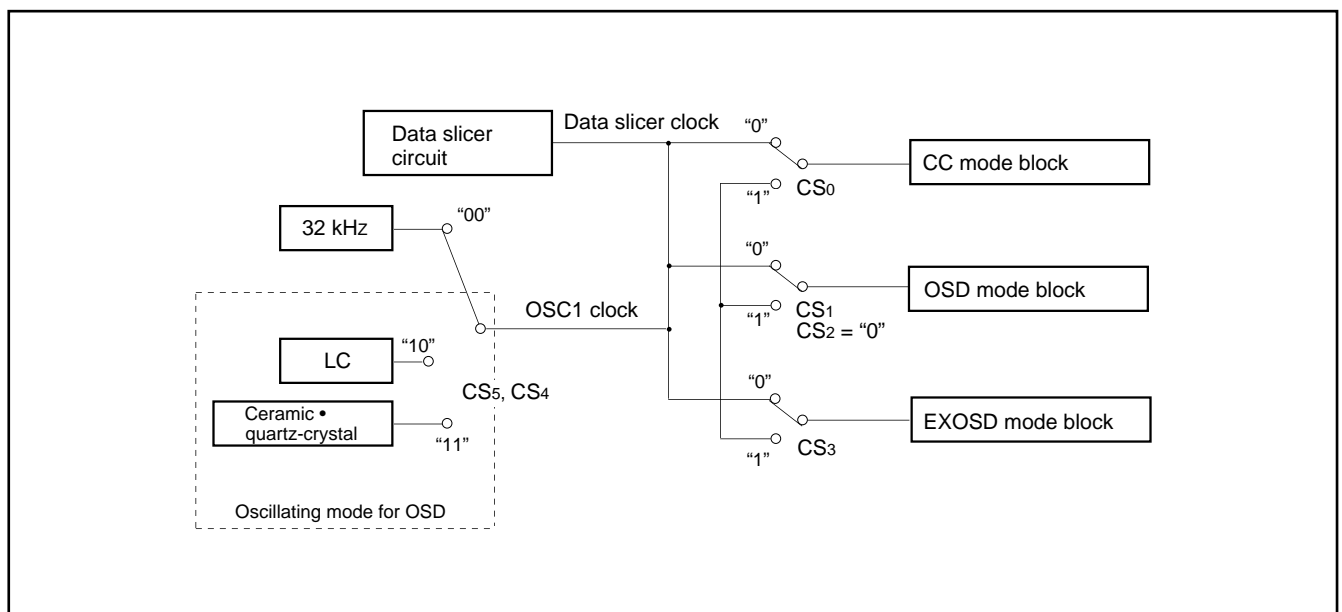 Data slicer
circuit
Data slicer clock
“0”
“1”
CS0
CC mode block
32 kHz
“00”
OSC1 clock
“0”
“1”
CS1
CS2 = “0”
OSD mode block
LC
“10”
CS5, CS4
Ceramic •
quartz-crystal
“11”
Oscillating mode for OSD
“0”
“1”
CS3
EXOSD mode block